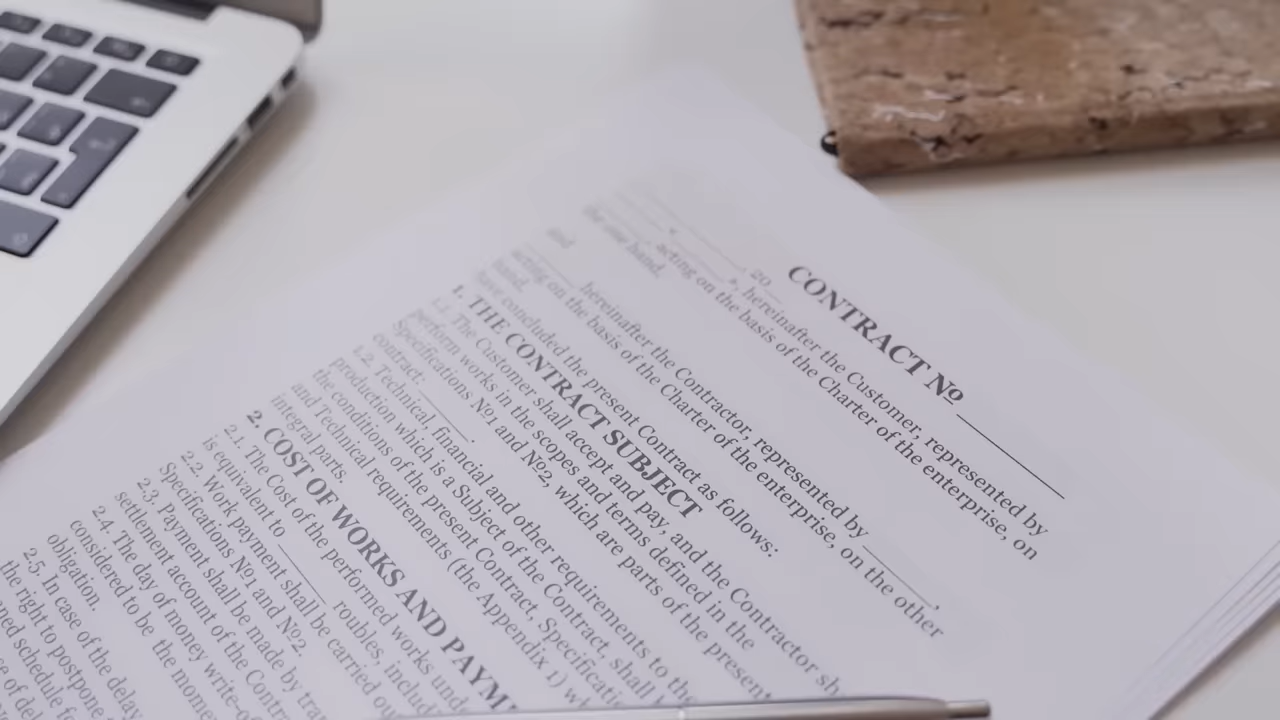 CONTRACT №
20
hereinafter the Customer, represented by
acting on the basis of the Charter of the enterprise, on
the one hand,
and
hereinafter the Contractor, represented by ,
acting on the basis of the Charter of the enterprise, on the other
hand,
have concluded the present Contract as follows:
1. THE CONTRACT SUBJECT
1.1. The Customer shall accept and pay, and the Contractor sh
perform works in the scopes and terms defined in the
Specifications №1 and №2, which are parts of the present
contract:
.
1.2. Technical, financial and other requirements to the
production which is a Subject of the Contract, shall
the conditions of the present Contract, Specificati
and Technical requirements (the Appendix 1) wh
integral parts.
2. COST OF WORKS AND PAYM
2.1. The Cost of the performed works unde
is equivalent to roubles, includ
2.2. Work payment shall be carried ou
Specifications №1 and №2.
2.3. Payment shall be made by tra
settlement account of the Contr
2.4. The day of money write-o
considered to be the momen
obligation.
2.5. In case of the delay
the right to postpone
ned schedule f
se of de